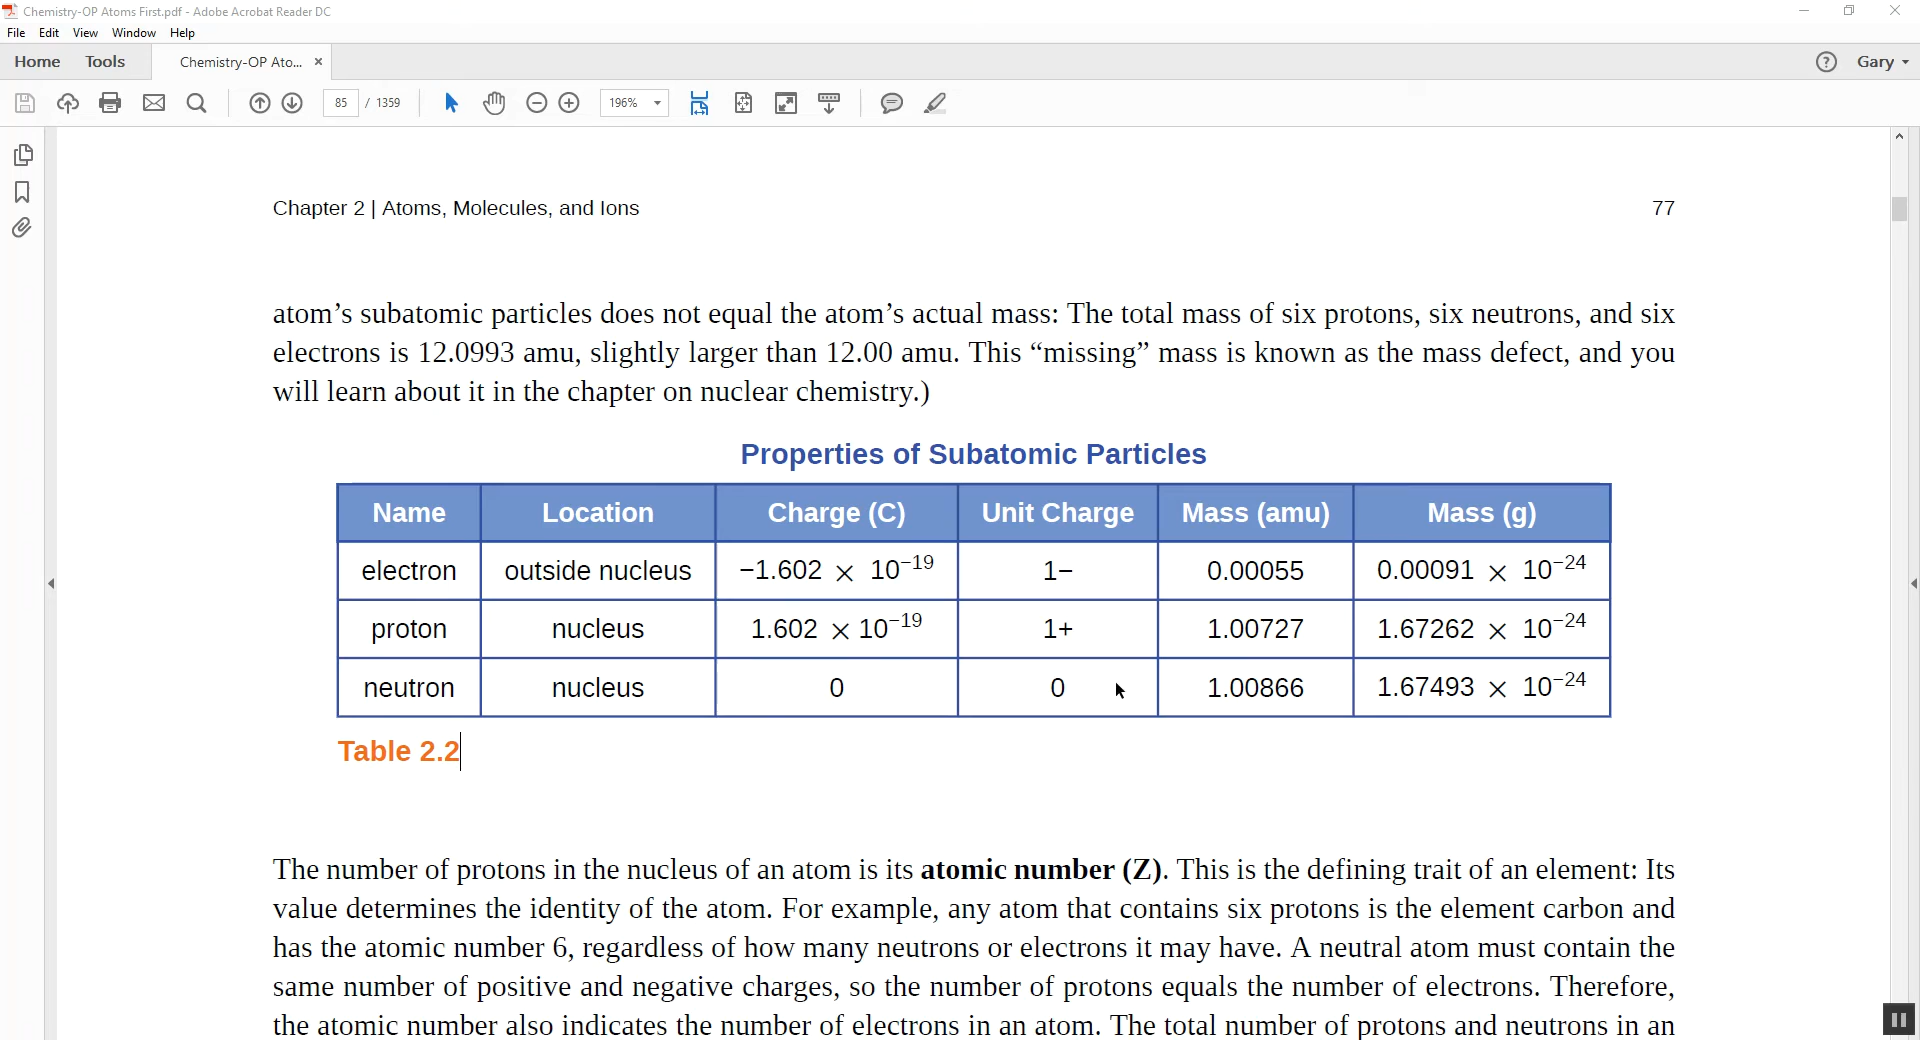 Chemistry-OP Atoms First.pdf - Adobe Acrobat Reader DC
File Edit View Window Help
Home Tools Chemistry-OP Ato... × ? Gary
85 / 1359 196%
Chapter 2 | Atoms, Molecules, and Ions 77
atom’s subatomic particles does not equal the atom’s actual mass: The total mass of six protons, six neutrons, and six
electrons is 12.0993 amu, slightly larger than 12.00 amu. This “missing” mass is known as the mass defect, and you
will learn about it in the chapter on nuclear chemistry.)
Properties of Subatomic Particles
Name Location Charge (C) Unit Charge Mass (amu) Mass (g)
electron outside nucleus −1.602 × 10⁻¹⁹ 1− 0.00055 0.00091 × 10⁻²⁴
proton nucleus 1.602 × 10⁻¹⁹ 1+ 1.00727 1.67262 × 10⁻²⁴
neutron nucleus 0 0 1.00866 1.67493 × 10⁻²⁴
Table 2.2
The number of protons in the nucleus of an atom is its atomic number (Z). This is the defining trait of an element: Its
value determines the identity of the atom. For example, any atom that contains six protons is the element carbon and
has the atomic number 6, regardless of how many neutrons or electrons it may have. A neutral atom must contain the
same number of positive and negative charges, so the number of protons equals the number of electrons. Therefore,
the atomic number also indicates the number of electrons in an atom. The total number of protons and neutrons in an